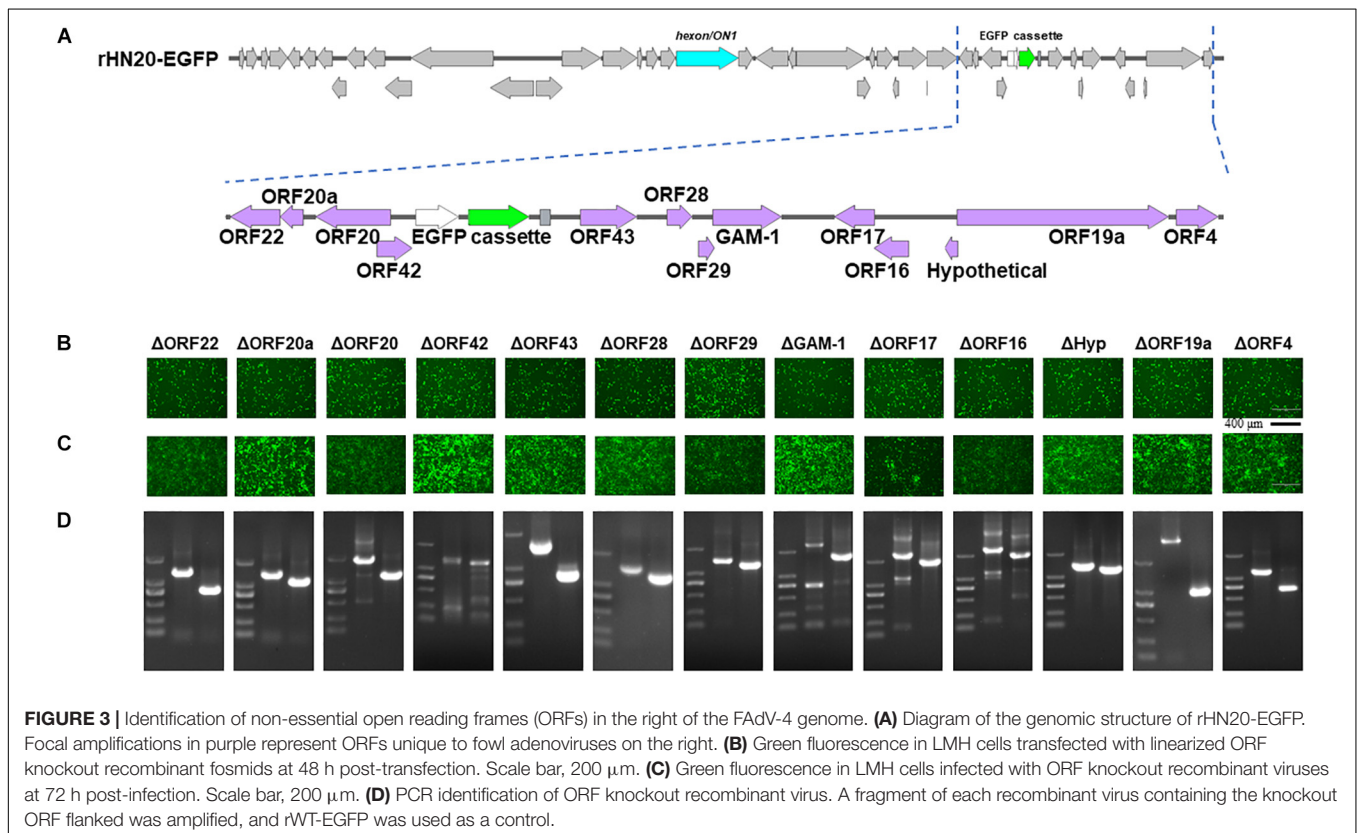 A
hexon/ON1
EGFP cassette
rHN20-EGFP
ORF20a
ORF28
ORF22
ORF20
EGFP cassette
ORF43
GAM-1
ORF17
ORF19a
ORF4
ORF42
ORF29
ORF16
Hypothetical
B
ΔORF22 ΔORF20a ΔORF20 ΔORF42 ΔORF43 ΔORF28 ΔORF29 ΔGAM-1 ΔORF17 ΔORF16 ΔHyp ΔORF19a ΔORF4
400 μm
C
D
FIGURE 3 | Identification of non-essential open reading frames (ORFs) in the right of the FAdV-4 genome. (A) Diagram of the genomic structure of rHN20-EGFP.
Focal amplifications in purple represent ORFs unique to fowl adenoviruses on the right. (B) Green fluorescence in LMH cells transfected with linearized ORF
knockout recombinant fosmids at 48 h post-transfection. Scale bar, 200 μm. (C) Green fluorescence in LMH cells infected with ORF knockout recombinant viruses
at 72 h post-infection. Scale bar, 200 μm. (D) PCR identification of ORF knockout recombinant virus. A fragment of each recombinant virus containing the knockout
ORF flanked was amplified, and rWT-EGFP was used as a control.